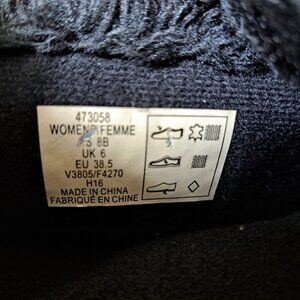 473058
WOMENS/FEMME
US 8B
UK 6
EU 38.5
V3805/F4270
H16
MADE IN CHINA
FABRIQUÉ EN CHINE